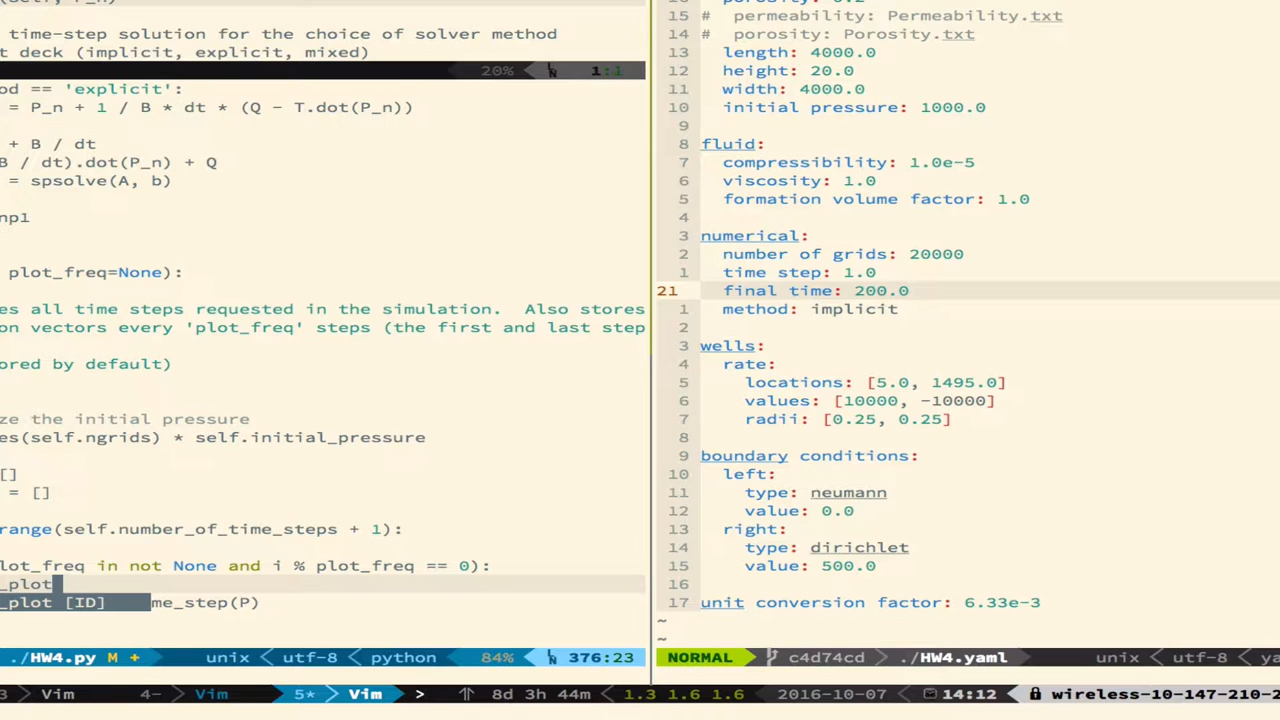 time-step solution for the choice of solver method
t deck (implicit, explicit, mixed)
20% 1:1
od == 'explicit':
= P_n + 1 / B * dt * (Q - T.dot(P_n))
+ B / dt
B / dt).dot(P_n) + Q
= spsolve(A, b)
np1
plot_freq=None):
es all time steps requested in the simulation. Also stores
on vectors every 'plot_freq' steps (the first and last step
ored by default)
ze the initial pressure
es(self.ngrids) * self.initial_pressure
[]
= []
range(self.number_of_time_steps + 1):
lot_freq in not None and i % plot_freq == 0):
_plot
_plot [ID] me_step(P)
./HW4.py M + unix < utf-8 < python 84% 376:23
15 # permeability: Permeability.txt
14 # porosity: Porosity.txt
13 length: 4000.0
12 height: 20.0
11 width: 4000.0
10 initial pressure: 1000.0
9
8 fluid:
7 compressibility: 1.0e-5
6 viscosity: 1.0
5 formation volume factor: 1.0
4
3 numerical:
2 number of grids: 20000
1 time step: 1.0
21 final time: 200.0
1 method: implicit
2
3 wells:
4 rate:
5 locations: [5.0, 1495.0]
6 values: [10000, -10000]
7 radii: [0.25, 0.25]
8
9 boundary conditions:
10 left:
11 type: neumann
12 value: 0.0
13 right:
14 type: dirichlet
15 value: 500.0
16
17 unit conversion factor: 6.33e-3
~
~
NORMAL c4d74cd > ./HW4.yaml unix < utf-8 < ya
3 Vim 4- Vim 5* Vim > 8d 3h 44m < 1.3 1.6 1.6 2016-10-07 < 14:12 wireless-10-147-210-2